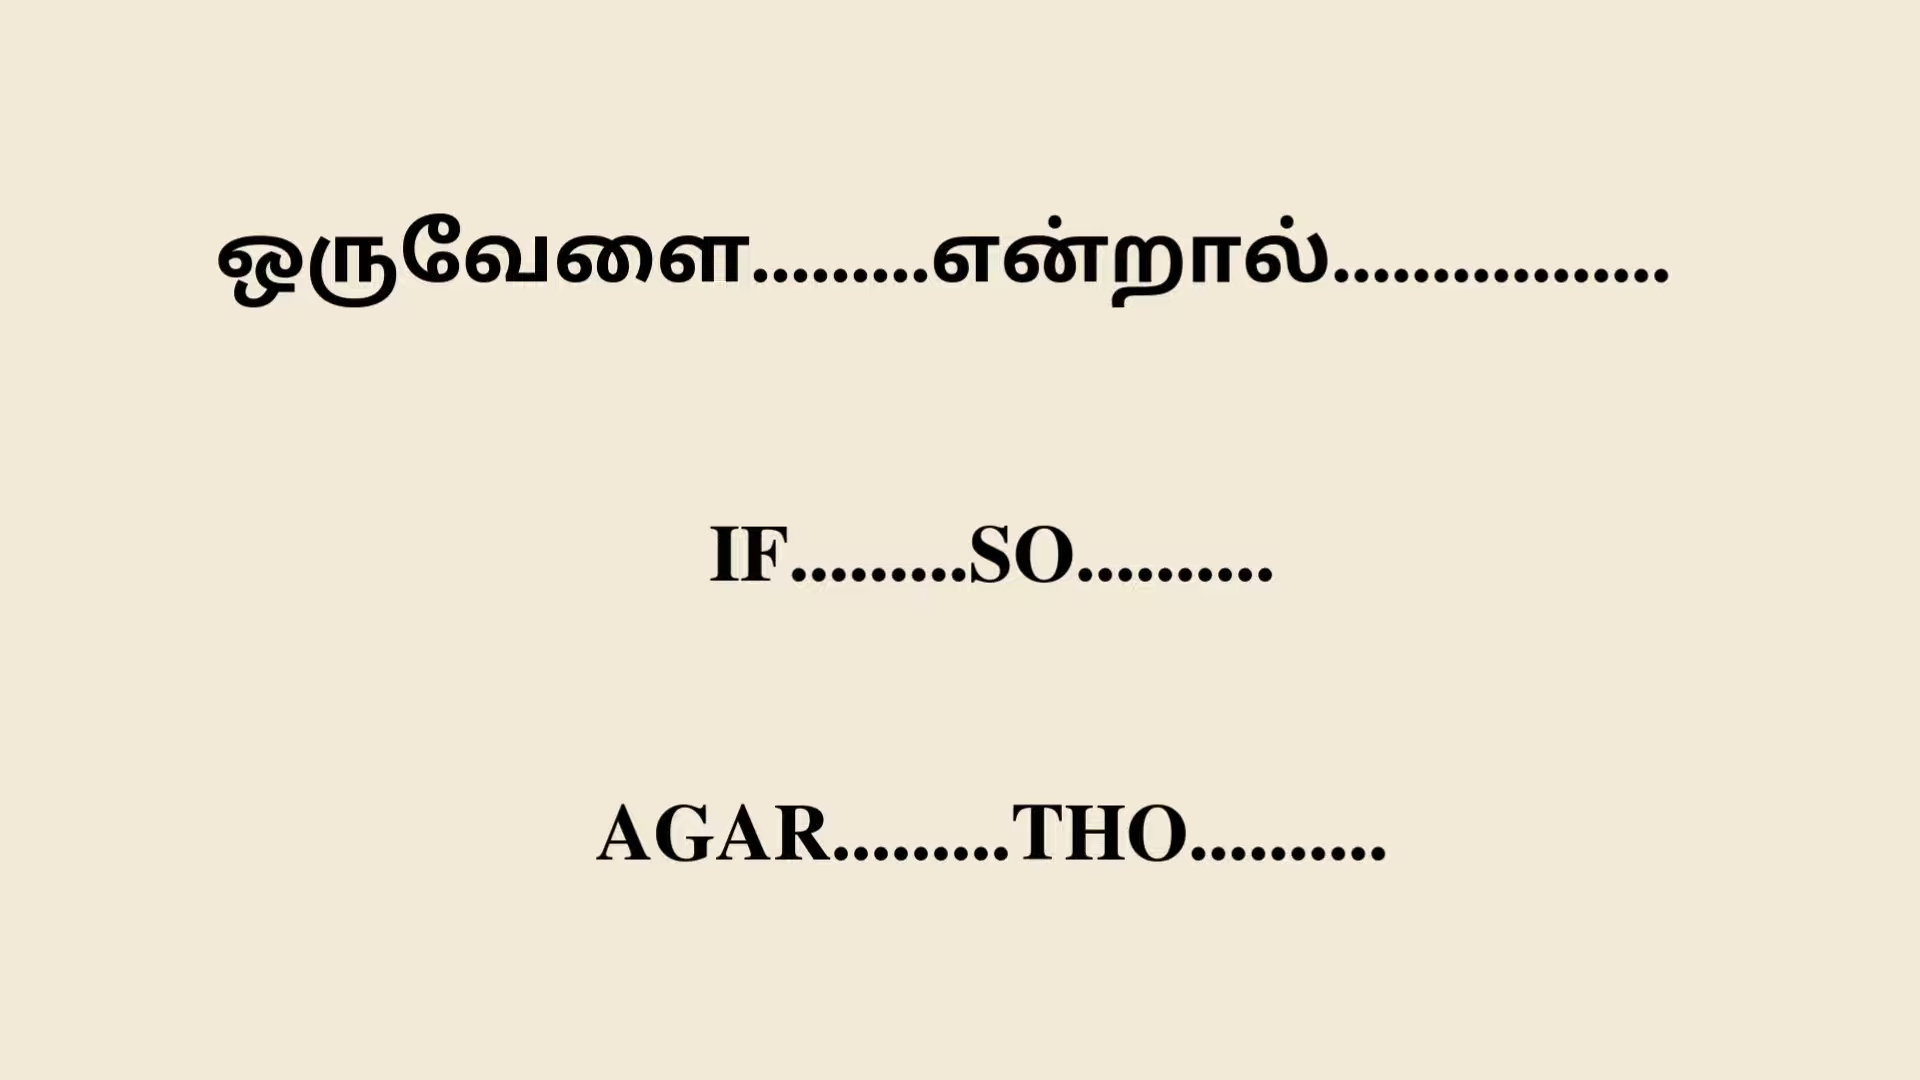 ஒருவேளை.........என்றால்.................
IF.........SO..........
AGAR.........THO..........